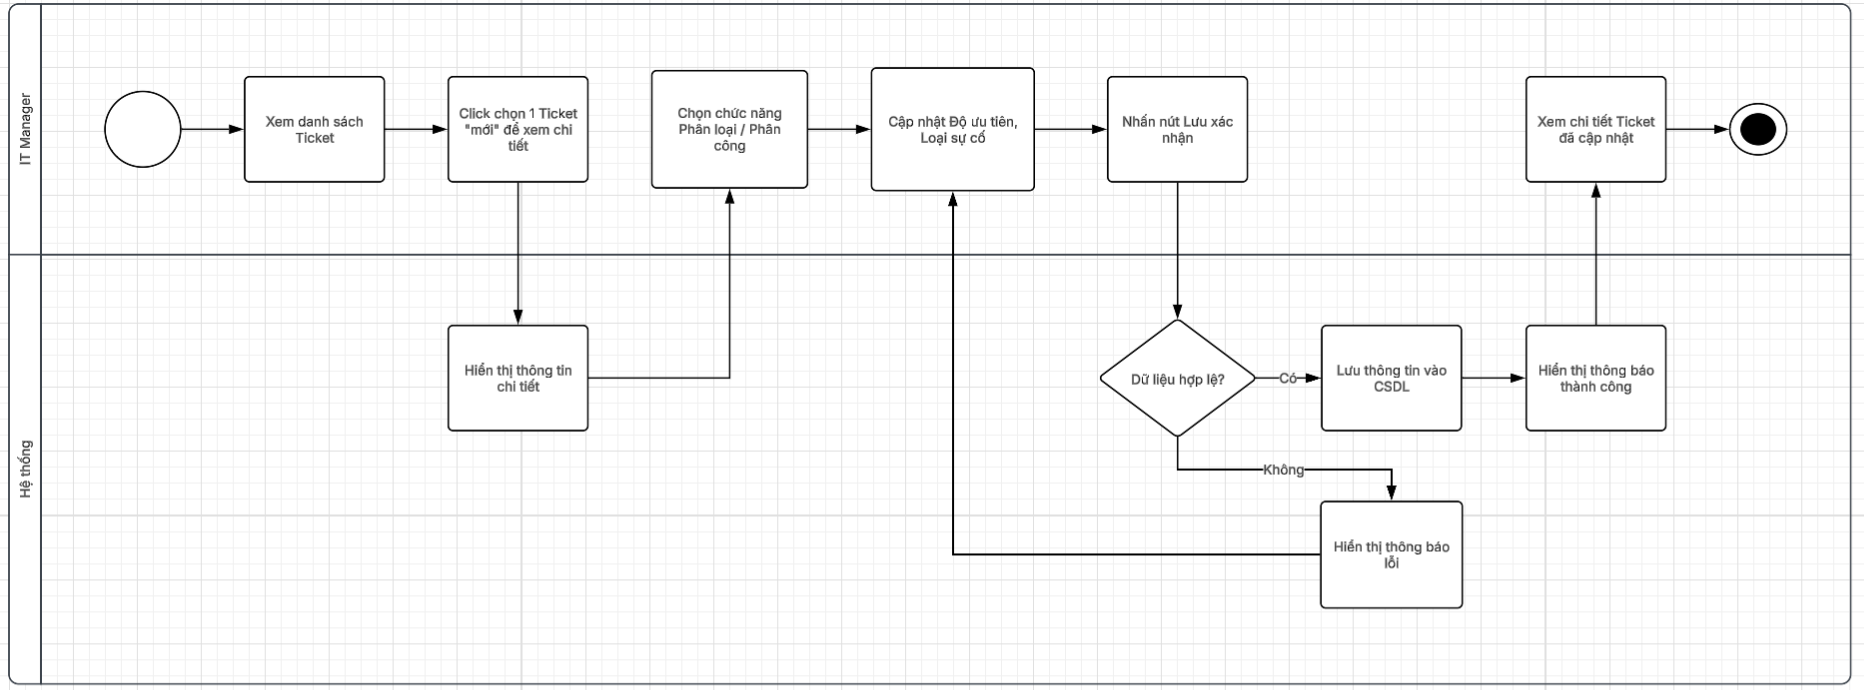 IT Manager
Xem danh sách
Ticket
Click chọn 1 Ticket
"mới" để xem chi
tiết
Chọn chức năng
Phân loại / Phân
công
Cập nhật Độ ưu tiên,
Loại sự cố
Nhấn nút Lưu xác
nhận
Xem chi tiết Ticket
đã cập nhật
Hệ thống
Hiển thị thông tin
chi tiết
Dữ liệu hợp lệ?
Có
Lưu thông tin vào
CSDL
Hiển thị thông báo
thành công
Không
Hiển thị thông báo
lỗi